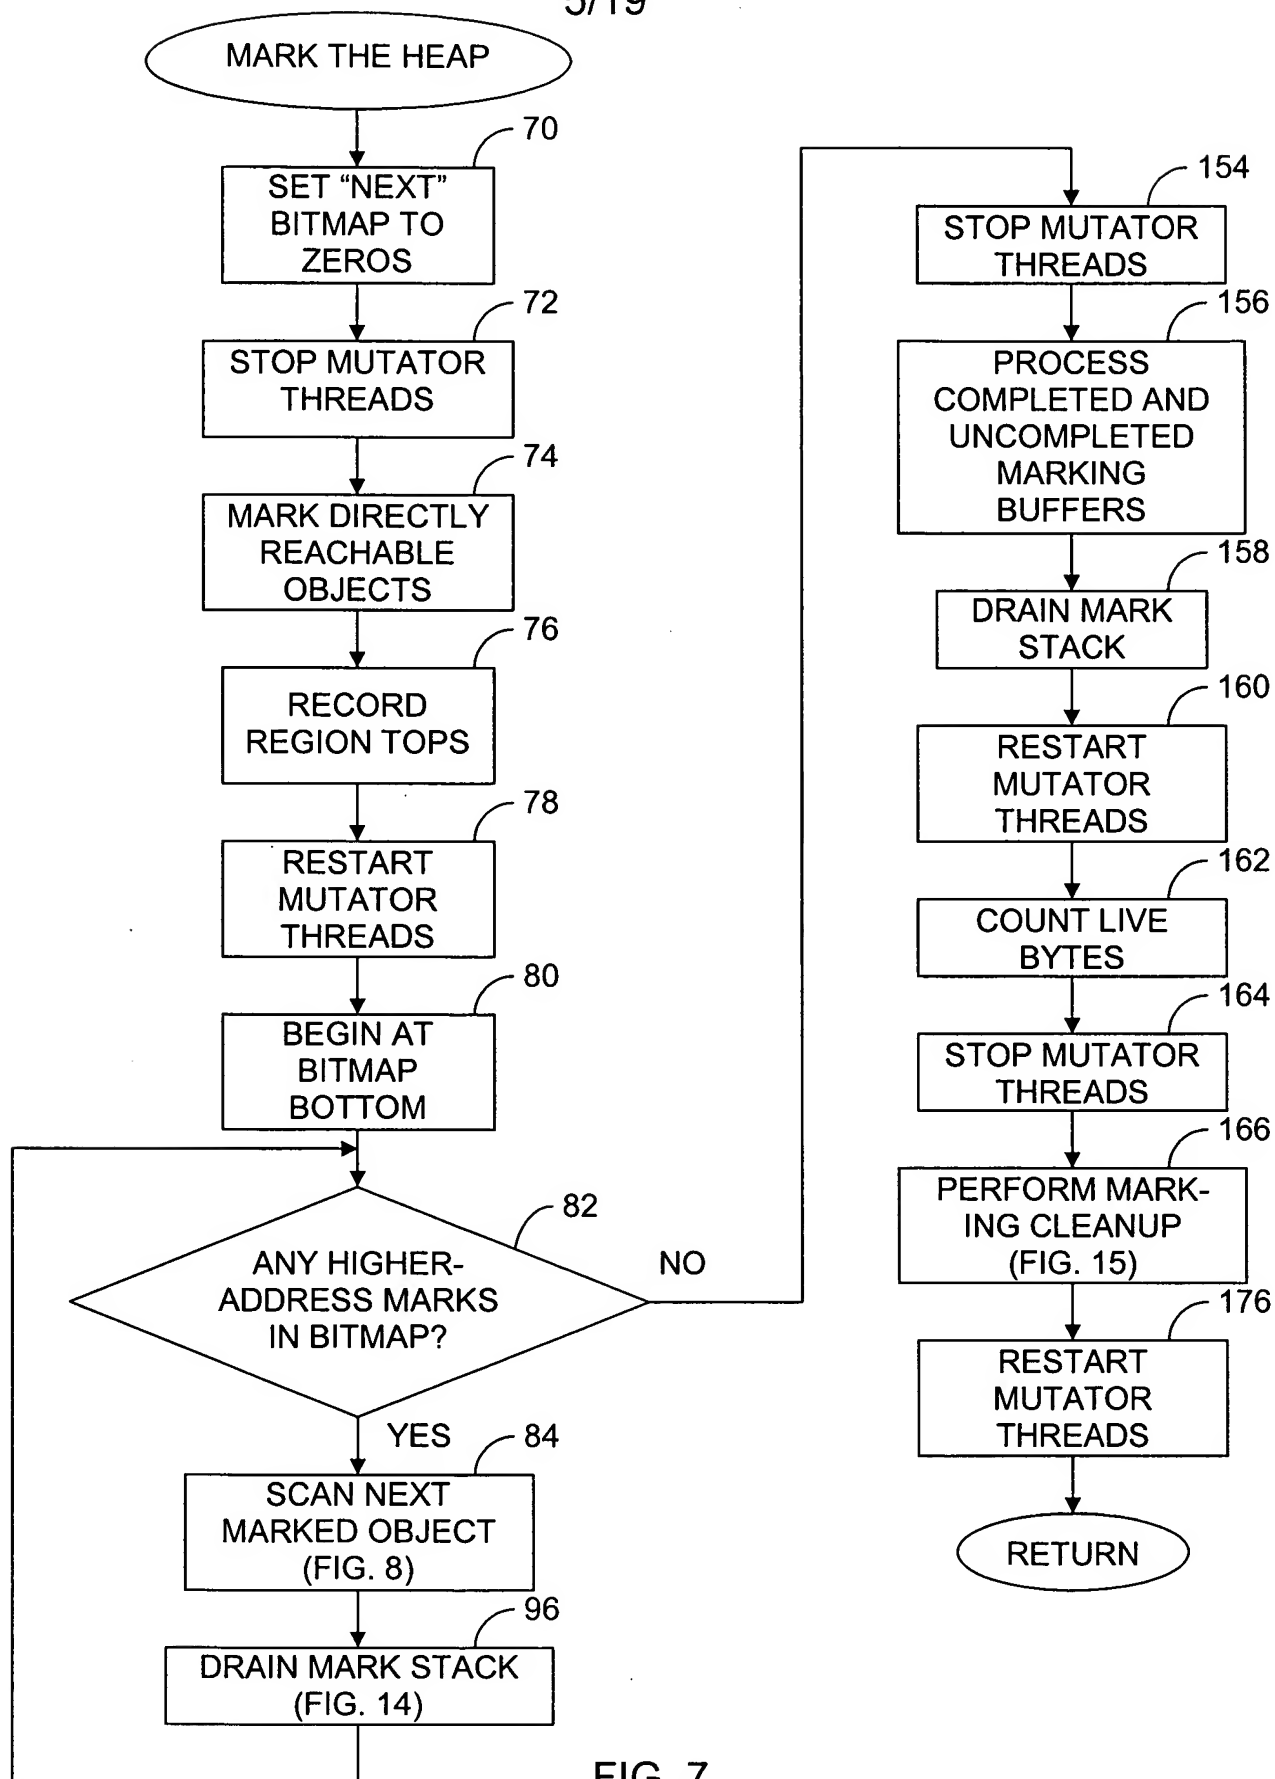 5/19
MARK THE HEAP
70
SET “NEXT”
BITMAP TO
ZEROS
72
STOP MUTATOR
THREADS
74
MARK DIRECTLY
REACHABLE
OBJECTS
76
RECORD
REGION TOPS
78
RESTART
MUTATOR
THREADS
80
BEGIN AT
BITMAP
BOTTOM
82
ANY HIGHER-
ADDRESS MARKS
IN BITMAP?
NO
YES
84
SCAN NEXT
MARKED OBJECT
(FIG. 8)
96
DRAIN MARK STACK
(FIG. 14)
154
STOP MUTATOR
THREADS
156
PROCESS
COMPLETED AND
UNCOMPLETED
MARKING
BUFFERS
158
DRAIN MARK
STACK
160
RESTART
MUTATOR
THREADS
162
COUNT LIVE
BYTES
164
STOP MUTATOR
THREADS
166
PERFORM MARK-
ING CLEANUP
(FIG. 15)
176
RESTART
MUTATOR
THREADS
RETURN
FIG. 7